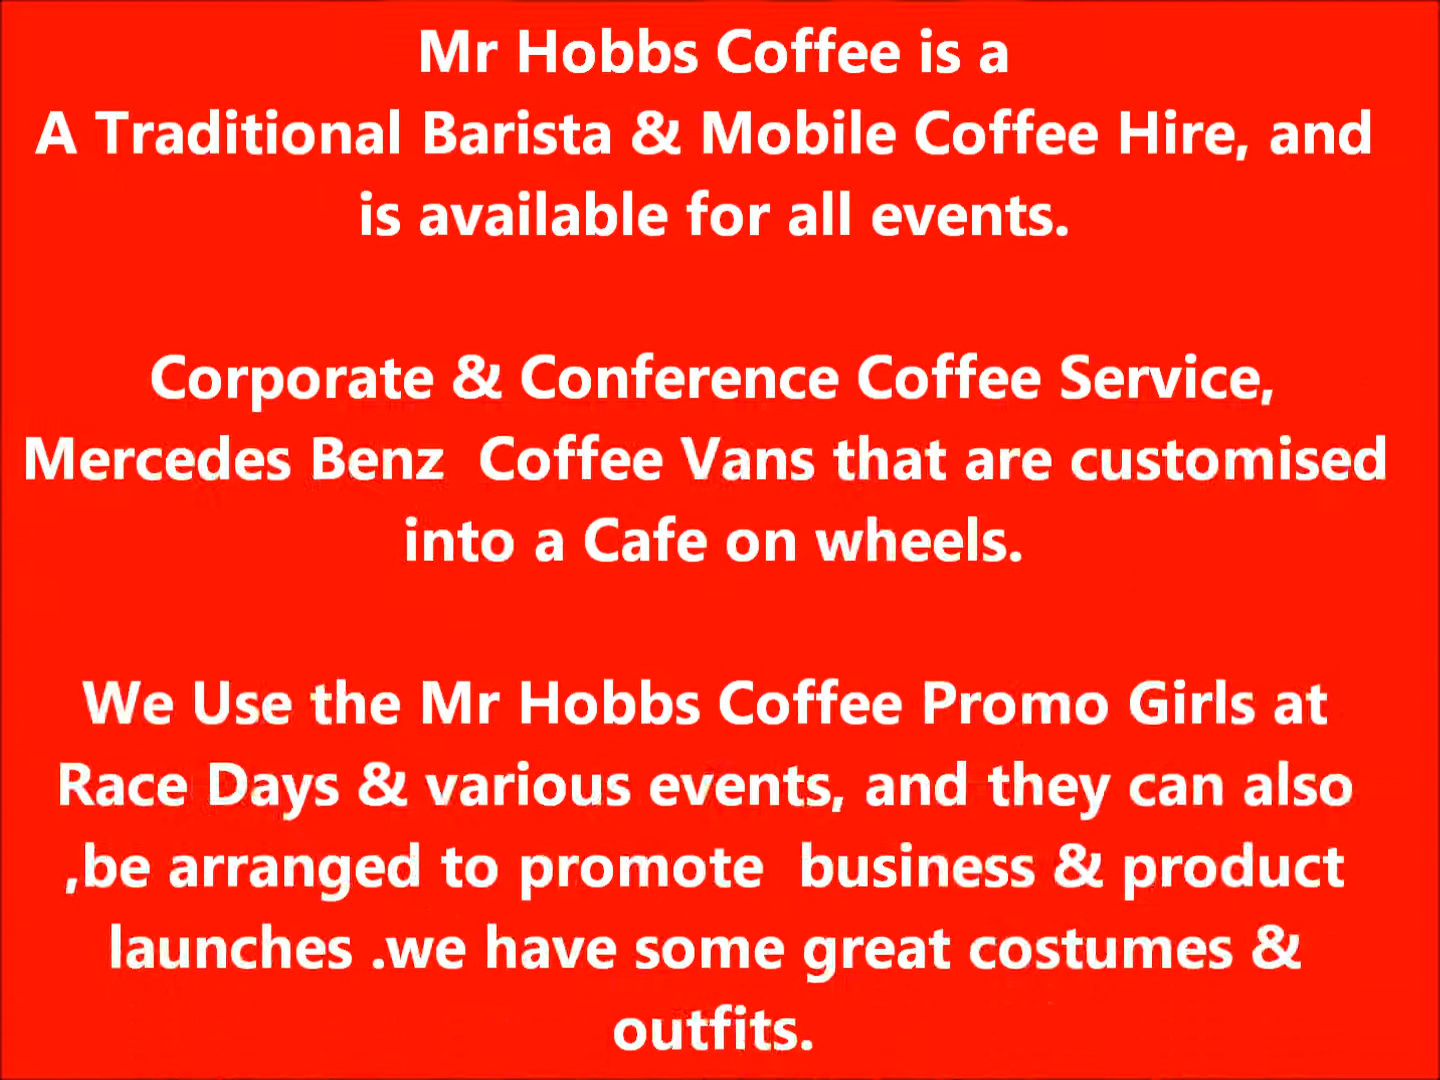 Mr Hobbs Coffee is a
A Traditional Barista & Mobile Coffee Hire, and
is available for all events.
Corporate & Conference Coffee Service,
Mercedes Benz  Coffee Vans that are customised
into a Cafe on wheels.
We Use the Mr Hobbs Coffee Promo Girls at
Race Days & various events, and they can also
,be arranged to promote  business & product
launches .we have some great costumes &
outfits.